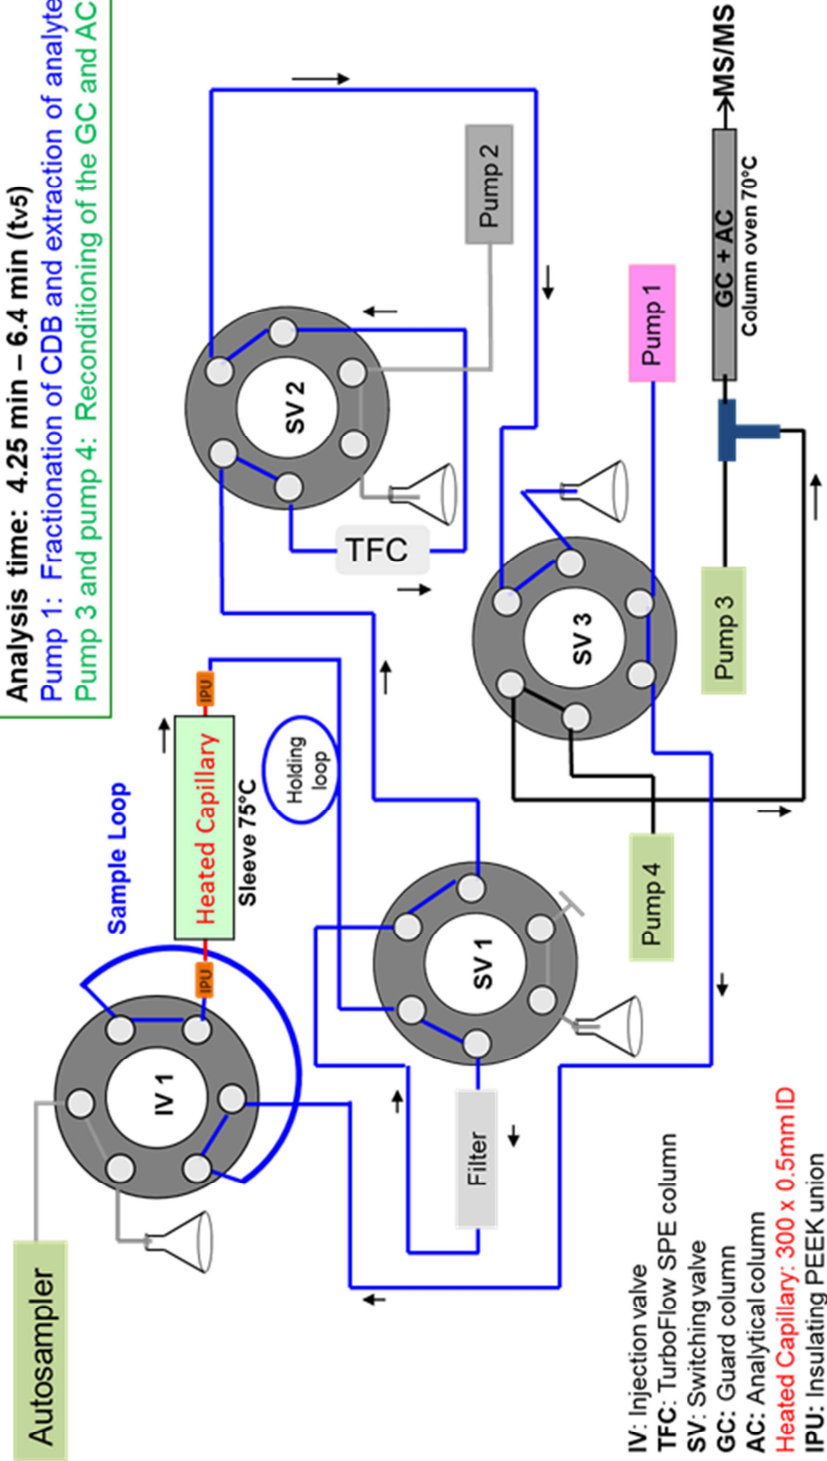 Analysis time: 4.25 min – 6.4 min (tv5)
Pump 1: Fractionation of CDB and extraction of analyte
Pump 3 and pump 4: Reconditioning of the GC and AC
Autosampler
IV 1
Sample Loop
IPU
Heated Capillary
Sleeve 75°C
IPU
Holding
loop
TFC
SV 2
Pump 2
Filter
SV 1
SV 3
Pump 1
Pump 4
Pump 3
GC + AC
Column oven 70°C
MS/MS
IV: Injection valve
TFC: TurboFlow SPE column
SV: Switching valve
GC: Guard column
AC: Analytical column
Heated Capillary: 300 x 0.5mm ID
IPU: Insulating PEEK union